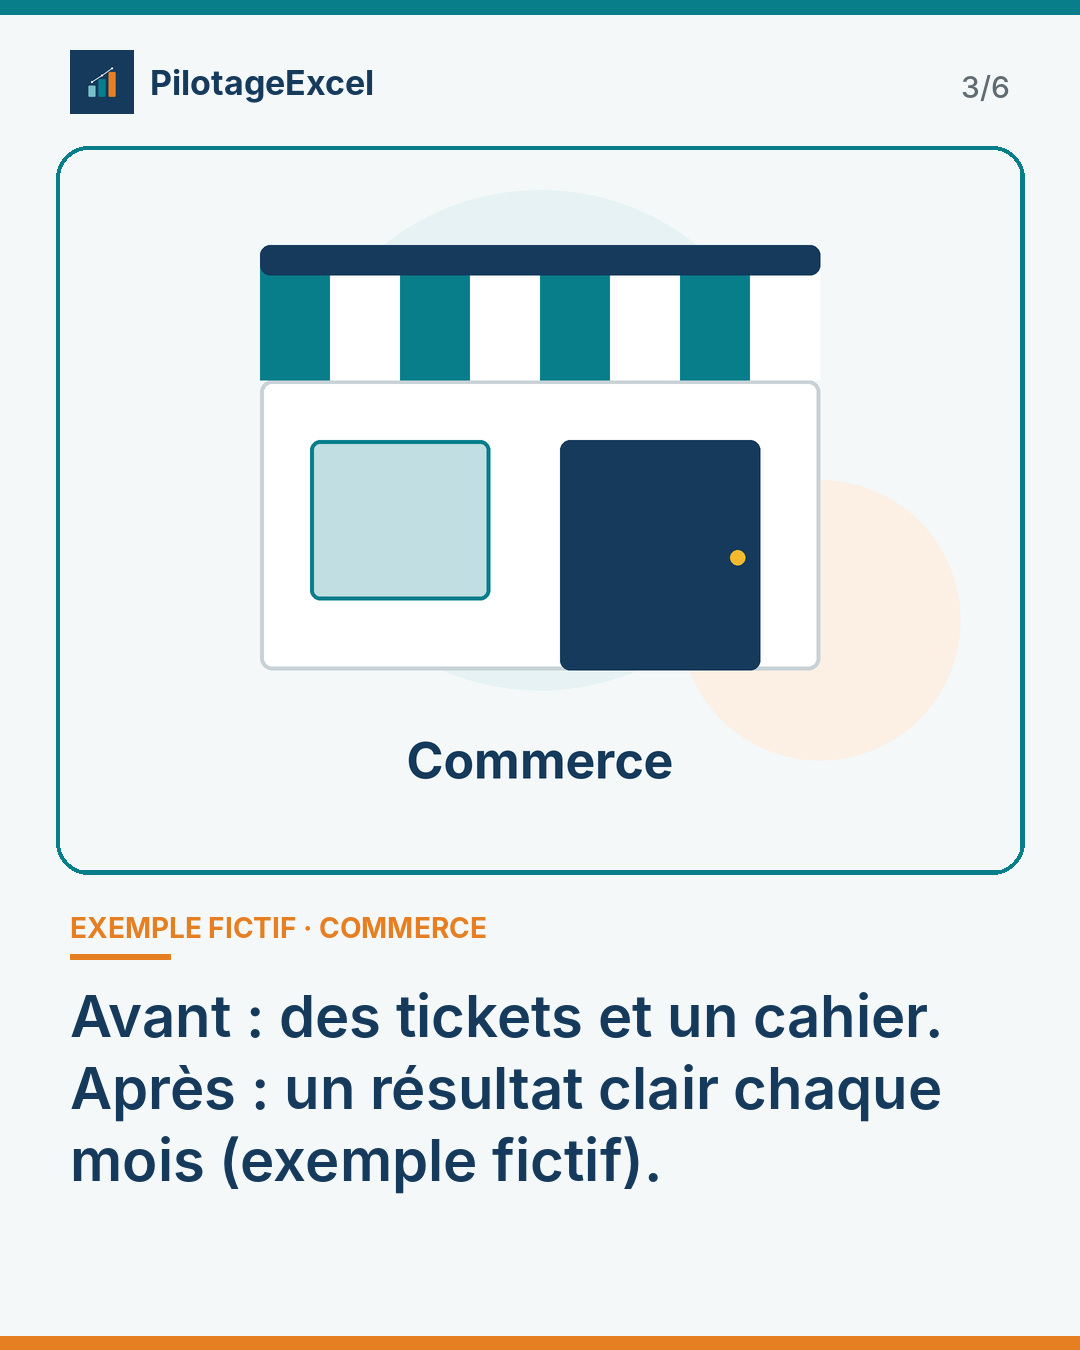 PilotageExcel
3/6
Commerce
EXEMPLE FICTIF · COMMERCE
Avant : des tickets et un cahier.
Après : un résultat clair chaque
mois (exemple fictif).